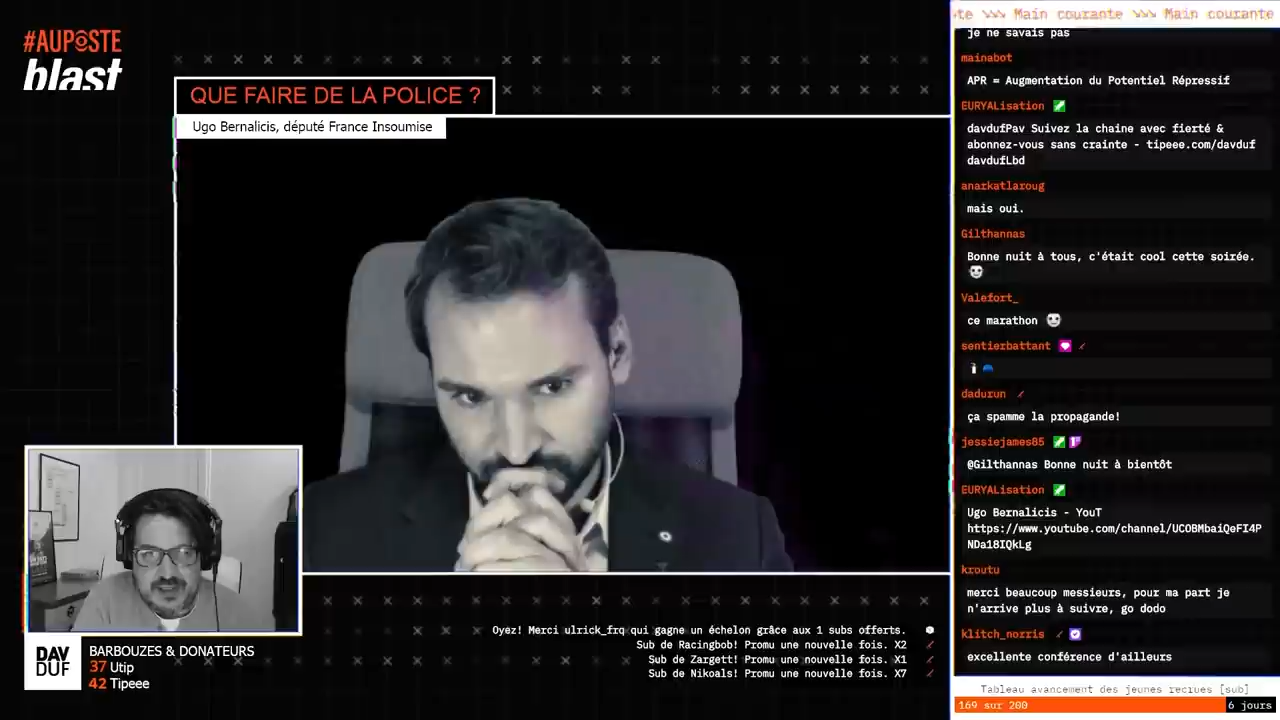 #AUPOSTE
blast
QUE FAIRE DE LA POLICE ?
Ugo Bernalicis, député France Insoumise
te Main courante Main courante
je ne savais pas
mainabot
APR = Augmentation du Potentiel Répressif
EURYALisation
davdufPav Suivez la chaine avec fierté &
abonnez-vous sans crainte - tipeee.com/davduf
davdufLbd
anarkatlaroug
mais oui.
Gilthannas
Bonne nuit à tous, c'était cool cette soirée.
Valefort_
ce marathon
sentierbattant
dadurun
ça spamme la propagande!
jessiejames85
@Gilthannas Bonne nuit à bientôt
EURYALisation
Ugo Bernalicis - YouT
https://www.youtube.com/channel/UCOBMbaiQeFI4P
NDa18IQkLg
kroutu
merci beaucoup messieurs, pour ma part je
n'arrive plus à suivre, go dodo
klitch_norris
excellente conférence d'ailleurs
Tableau avancement des jeunes recrues [sub]
169 sur 200
6 jours
Oyez! Merci ulrick_frq qui gagne un échelon grâce aux 1 subs offerts.
Sub de Racingbob! Promu une nouvelle fois. X2
Sub de Zargett! Promu une nouvelle fois. X1
Sub de Nikoals! Promu une nouvelle fois. X7
DAV
DUF
BARBOUZES & DONATEURS
37 Utip
42 Tipeee